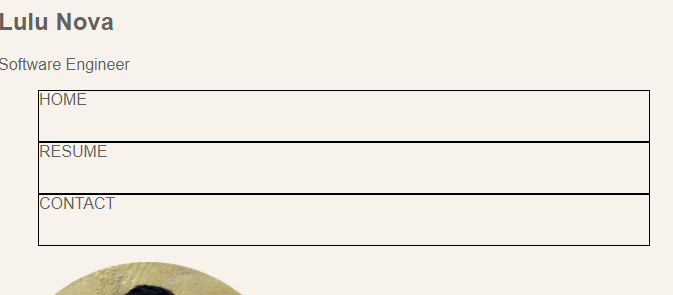 Lulu Nova
Software Engineer
HOME
RESUME
CONTACT